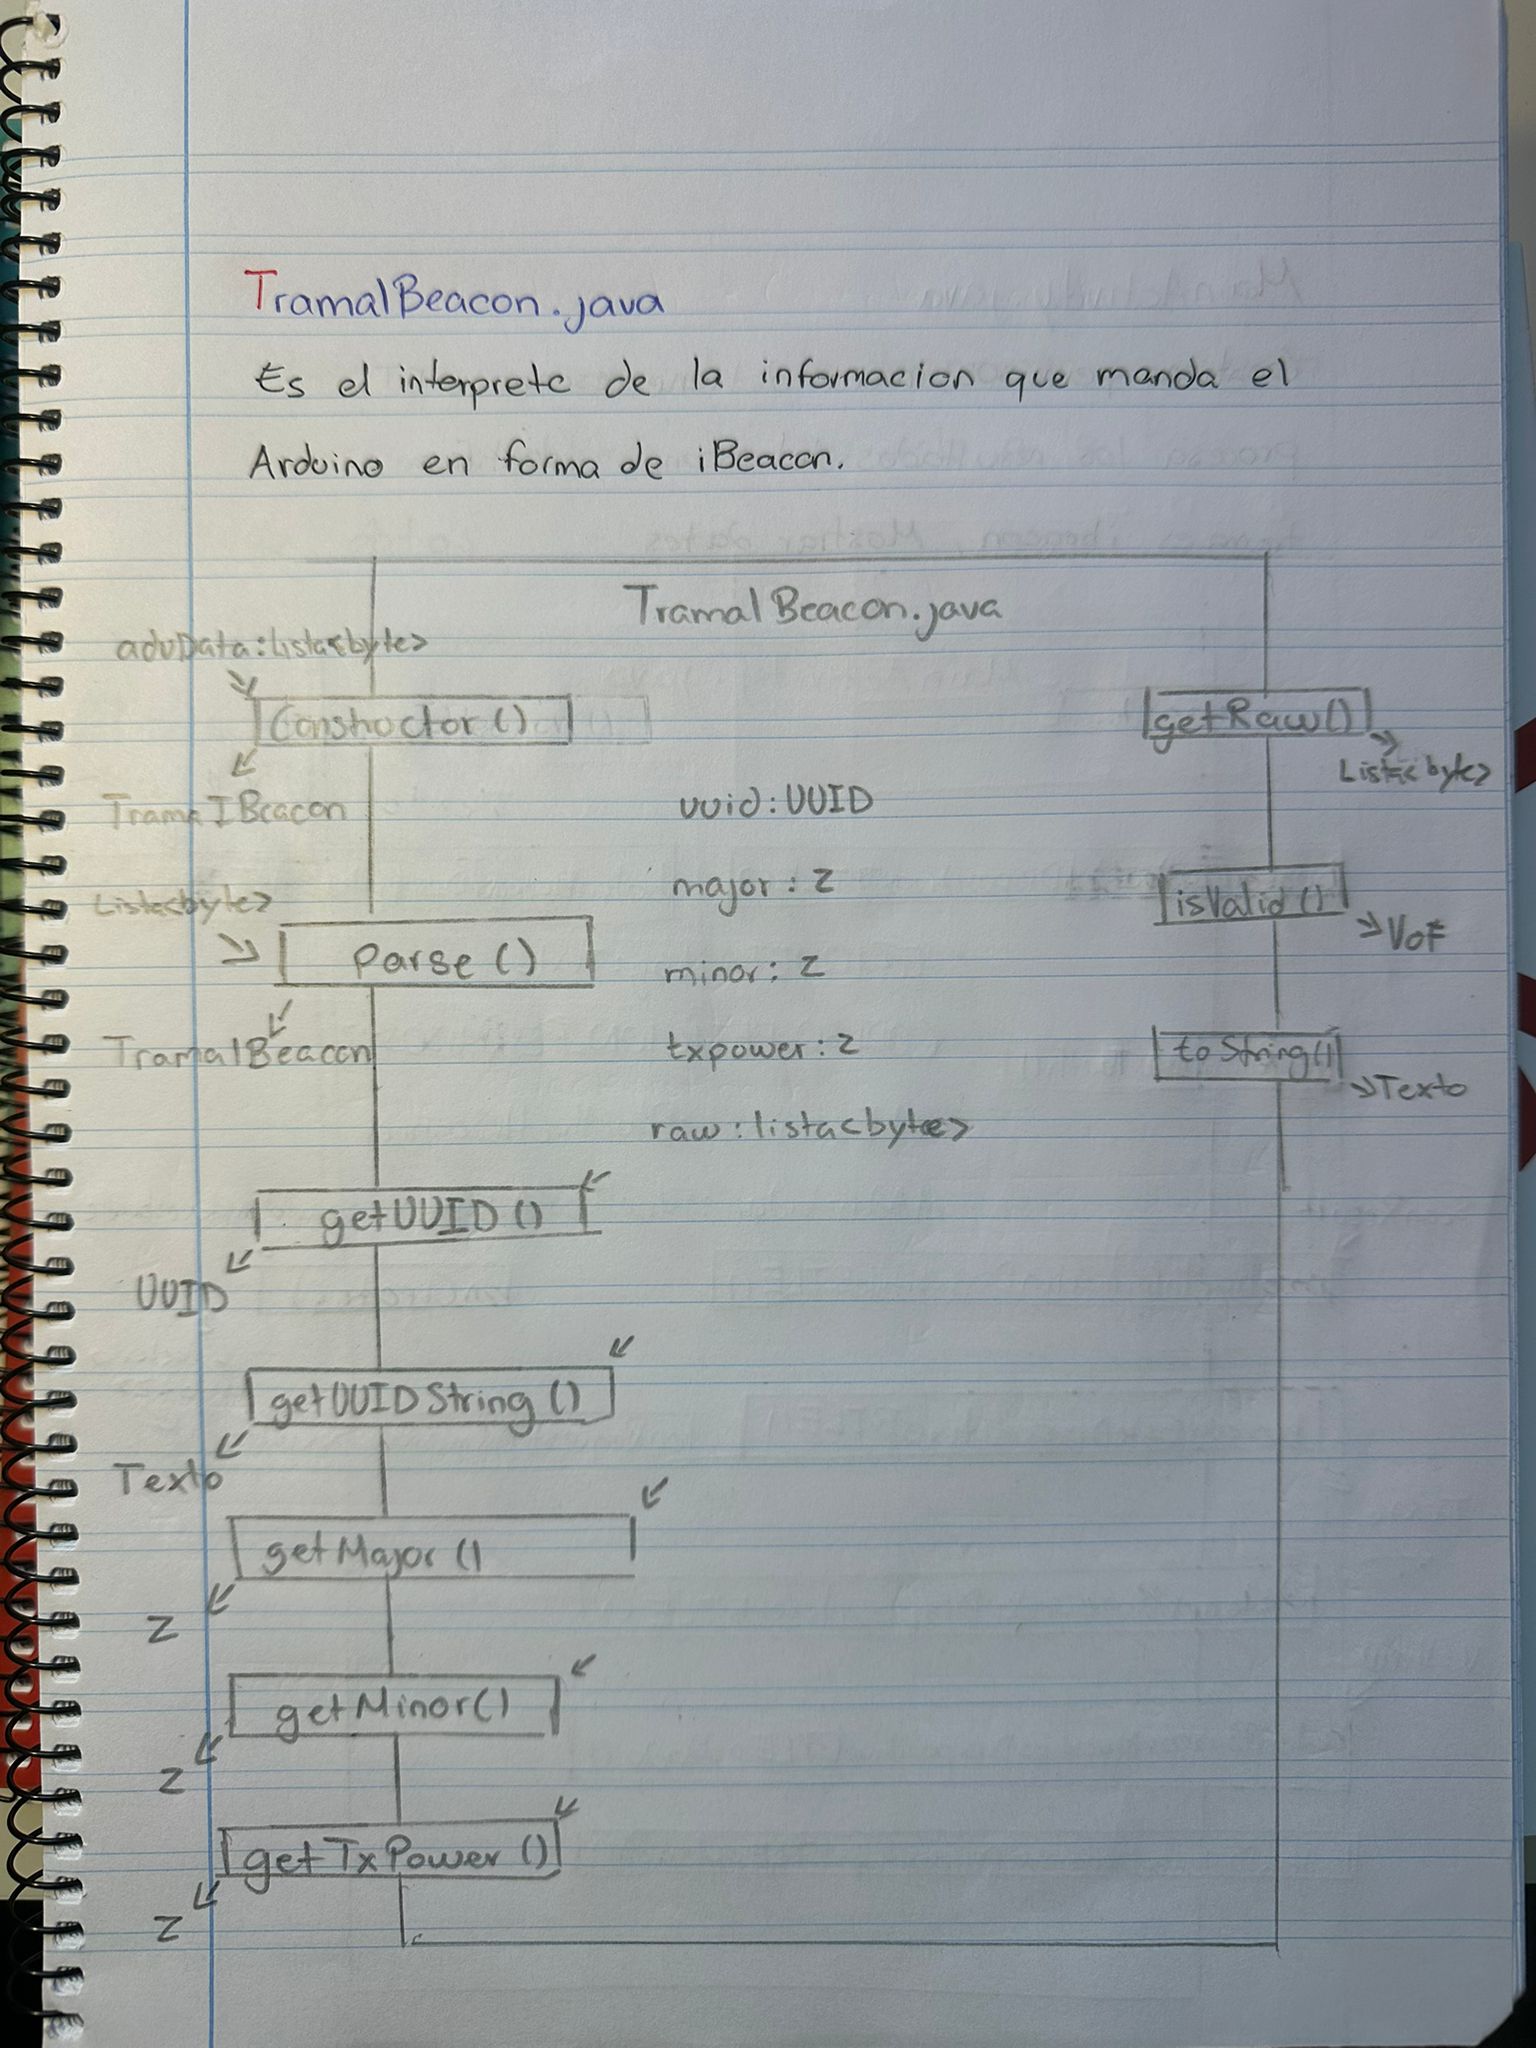 TramaIBeacon.java
Es el interprete de la informacion que manda el
Arduino en forma de iBeacon.
TramaIBeacon.java
advData:Lista<byte>
Constructor()
TramaIBeacon
Lista<byte>
Parse()
TramaIBeacon
getUUID()
UUID
getUUIDString()
Texto
getMajor()
Z
getMinor()
Z
getTxPower()
Z
uuid:UUID
major:Z
minor:Z
txpower:Z
raw:lista<byte>
getRaw()
Lista<byte>
isValid()
VoF
toString()
Texto